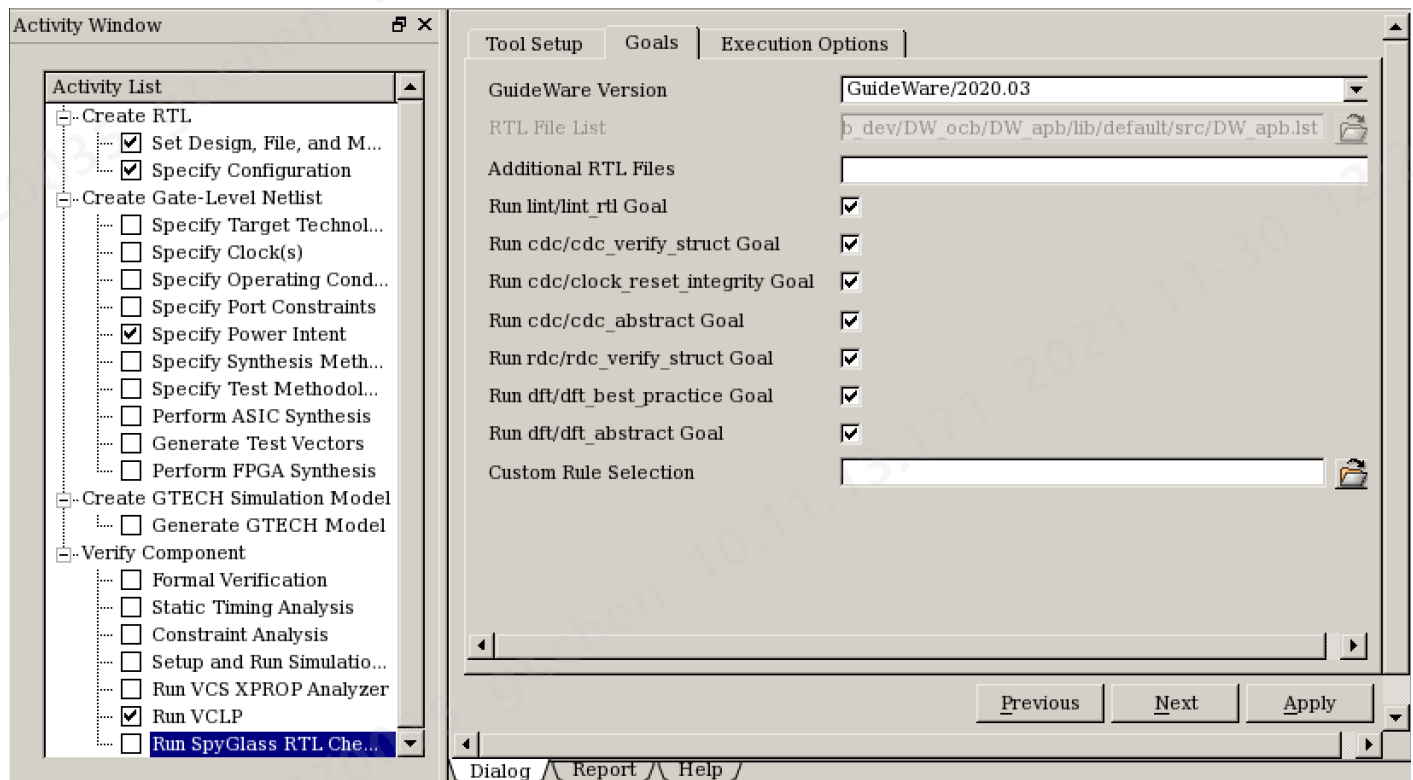 Activity Window
Activity List
Create RTL
Set Design, File, and M...
Specify Configuration
Create Gate-Level Netlist
Specify Target Technol...
Specify Clock(s)
Specify Operating Cond...
Specify Port Constraints
Specify Power Intent
Specify Synthesis Meth...
Specify Test Methodol...
Perform ASIC Synthesis
Generate Test Vectors
Perform FPGA Synthesis
Create GTECH Simulation Model
Generate GTECH Model
Verify Component
Formal Verification
Static Timing Analysis
Constraint Analysis
Setup and Run Simulatio...
Run VCS XPROP Analyzer
Run VCLP
Run SpyGlass RTL Che...
Tool Setup Goals Execution Options
GuideWare Version GuideWare/2020.03
RTL File List b_dev/DW_ocb/DW_apb/lib/default/src/DW_apb.lst
Additional RTL Files
Run lint/lint_rtl Goal
Run cdc/cdc_verify_struct Goal
Run cdc/clock_reset_integrity Goal
Run cdc/cdc_abstract Goal
Run rdc/rdc_verify_struct Goal
Run dft/dft_best_practice Goal
Run dft/dft_abstract Goal
Custom Rule Selection
Previous Next Apply
Dialog Report Help
10.11.13.171 2021-11-30